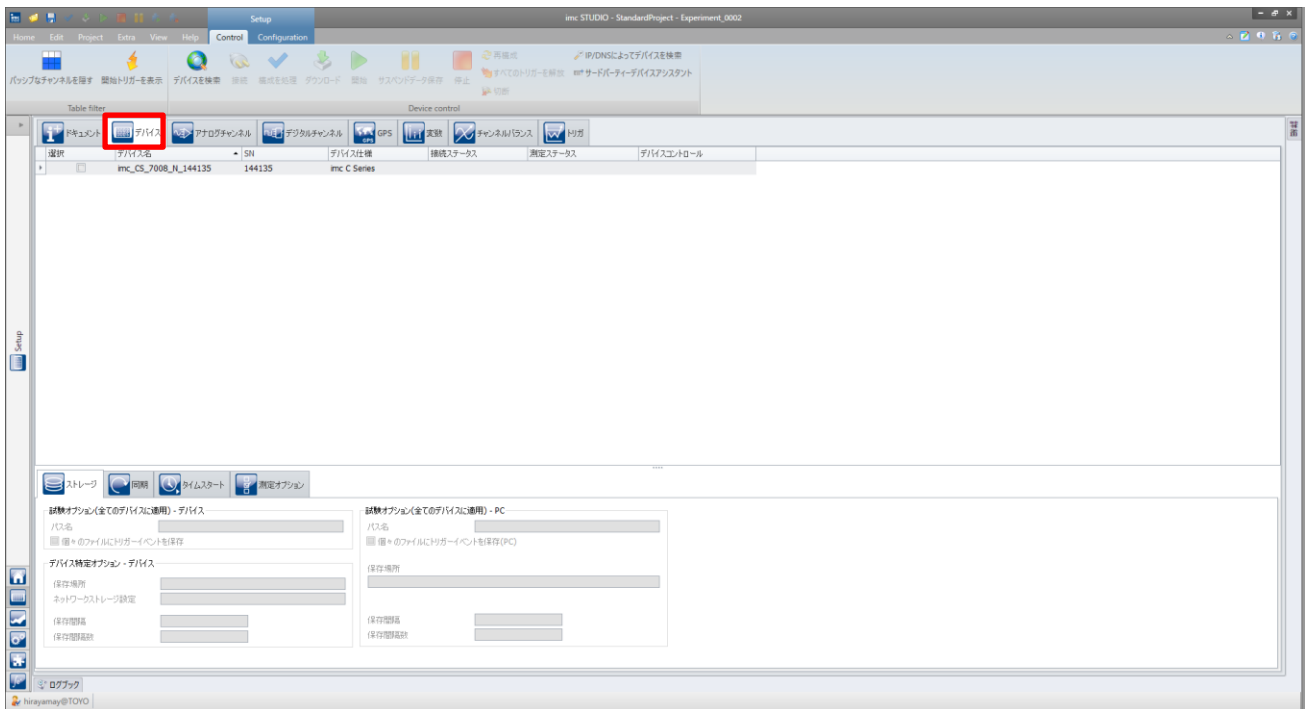 Setup
imc STUDIO - StandardProject - Experiment_0002
Home Edit Project Extra View Help Control Configuration
パッシブなチャンネルを隠す 開始トリガーを表示 デバイスを検索 接続 構成を処理 ダウンロード 開始 サスペンドデータ保存 停止
再構成
すべてのトリガーを解放
切断
IP/DNSによってデバイスを検索
サードパーティーデバイスアシスタント
Table filter
Device control
ドキュメント デバイス アナログチャンネル デジタルチャンネル GPS 変数 チャンネルバランス トリガ
選択 デバイス名 SN デバイス仕様 接続ステータス 測定ステータス デバイスコントロール
imc_CS_7008_N_144135 144135 imc C Series
Setup
ストレージ 同期 タイムスタート 測定オプション
試験オプション(全てのデバイスに適用) - デバイス
パス名
個々のファイルにトリガーイベントを保存
デバイス特定オプション - デバイス
保存場所
ネットワークストレージ設定
保存間隔
保存間隔数
試験オプション(全てのデバイスに適用) - PC
パス名
個々のファイルにトリガーイベントを保存(PC)
保存場所
保存間隔
保存間隔数
ログブック
hirayamay@TOYO